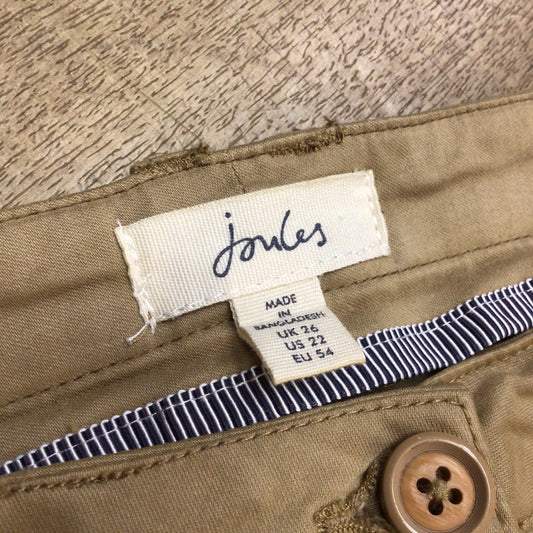 joules
MADE
IN
BANGLADESH
UK 26
US 22
EU 54